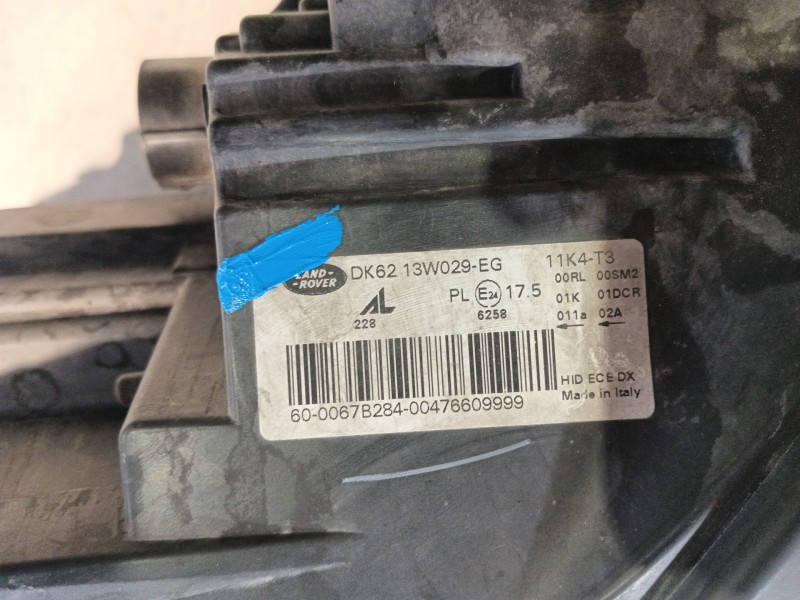 LAND-
-ROVER
DK62 13W029-EG
11K4-T3
AL
228
PL E24 17.5
6258
00RL 00SM2
01K 01DCR
011a 02A
HID ECE DX
Made in Italy
60-0067B284-00476609999